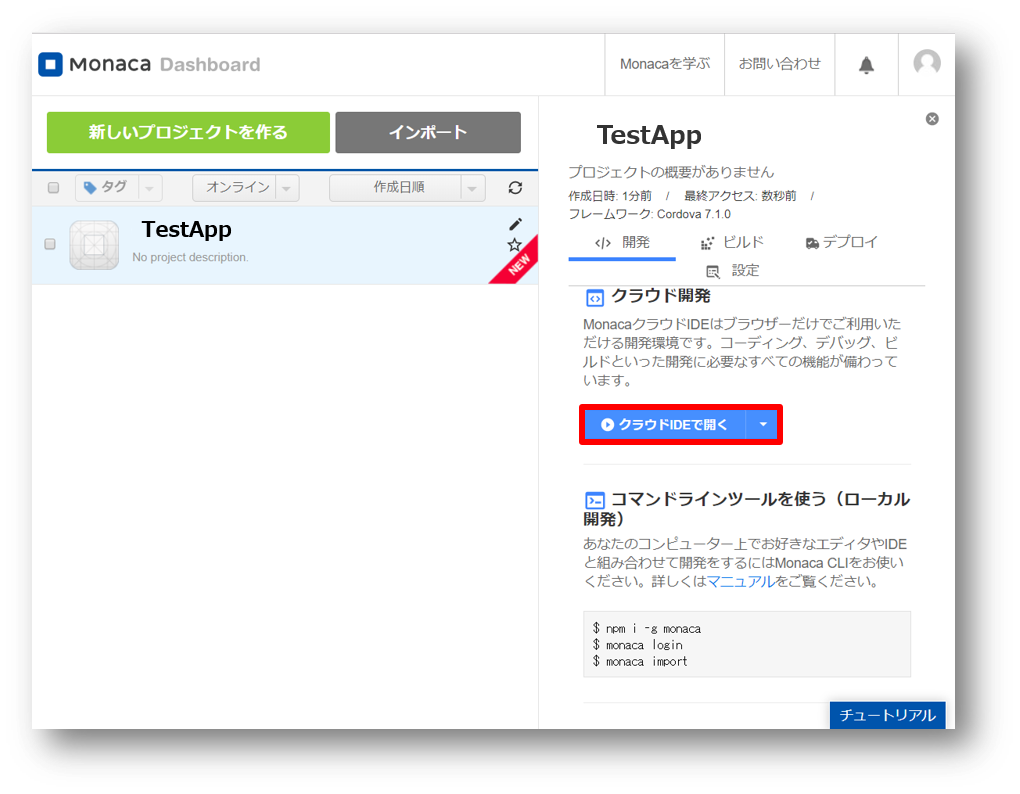 Monaca Dashboard
Monacaを学ぶ
お問い合わせ
新しいプロジェクトを作る
インポート
タグ
オンライン
作成日順
TestApp
No project description.
NEW
TestApp
プロジェクトの概要がありません
作成日時: 1分前 / 最終アクセス: 数秒前 /
フレームワーク: Cordova 7.1.0
開発
ビルド
デプロイ
設定
クラウド開発
MonacaクラウドIDEはブラウザーだけでご利用いた
だける開発環境です。コーディング、デバッグ、ビ
ルドといった開発に必要なすべての機能が備わって
います。
クラウドIDEで開く
コマンドラインツールを使う（ローカル
開発）
あなたのコンピューター上でお好きなエディタやIDE
と組み合わせて開発をするにはMonaca CLIをお使い
ください。詳しくはマニュアルをご覧ください。
$ npm i -g monaca
$ monaca login
$ monaca import
チュートリアル